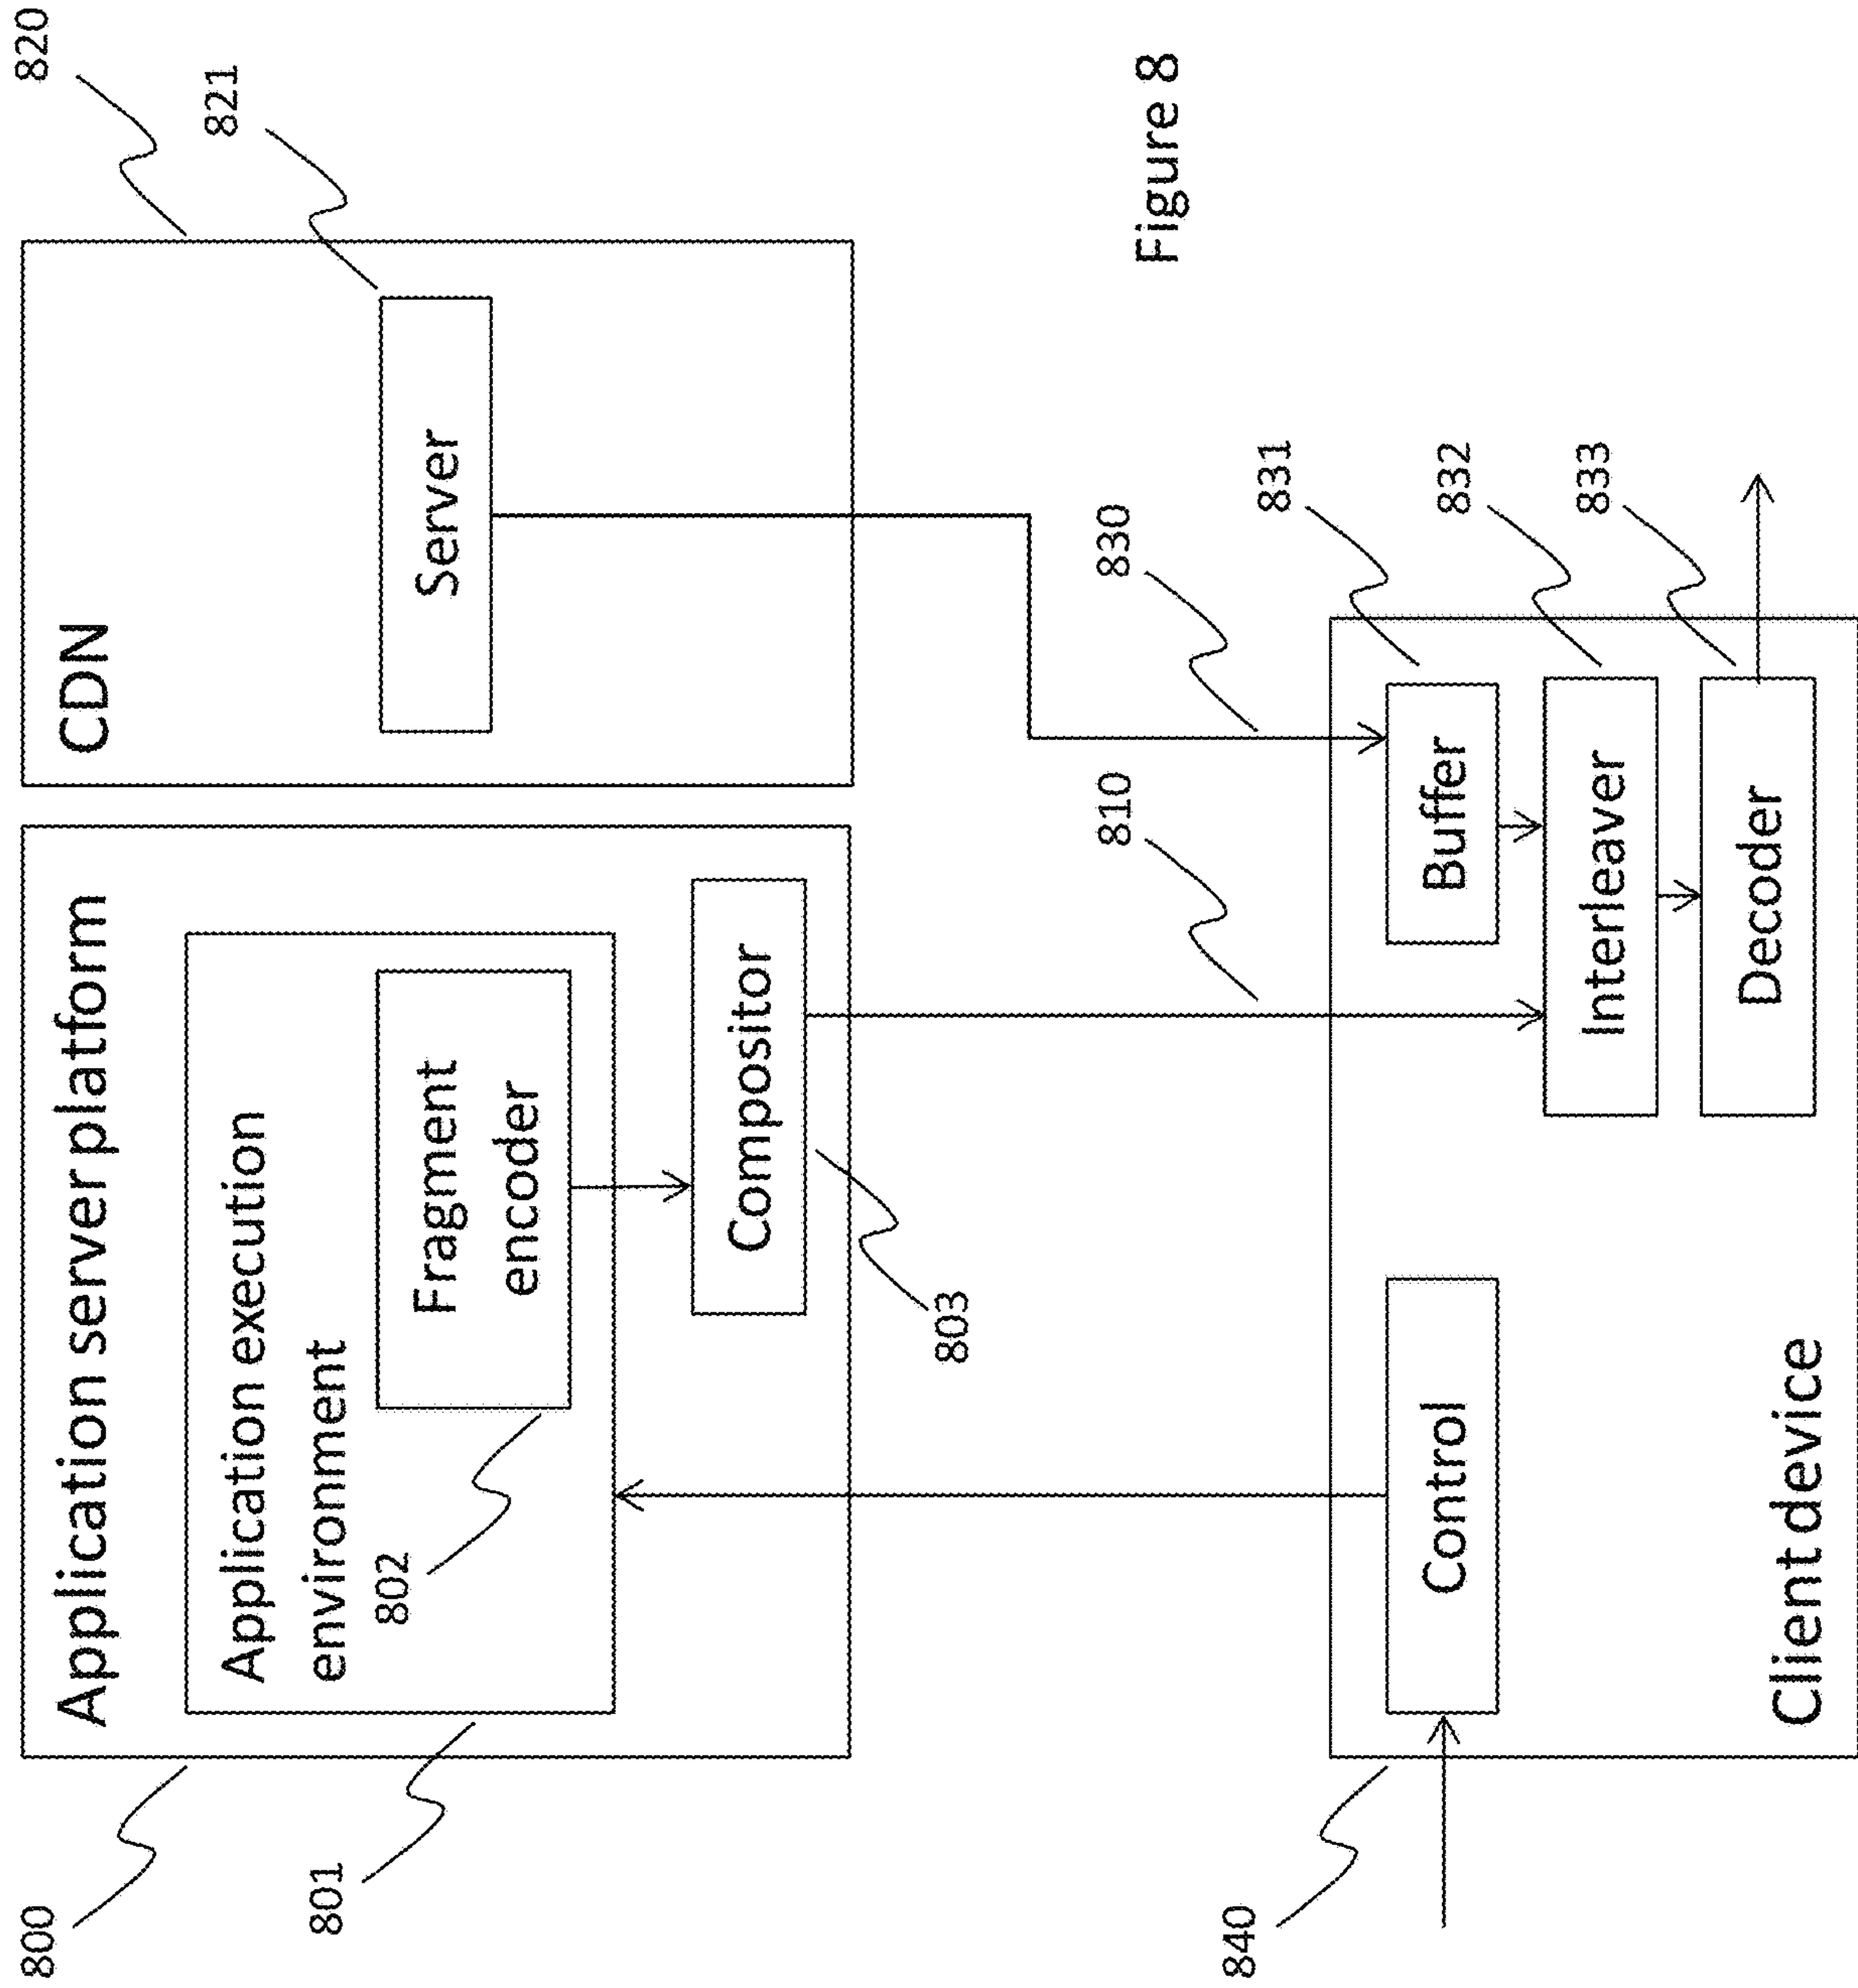 Application server platform
Application execution
environment
Fragment
encoder
Compositor
800
801
802
803
CDN
Server
820
821
810
830
Client device
Control
Buffer
Interleaver
Decoder
831
832
833
840
Figure 8